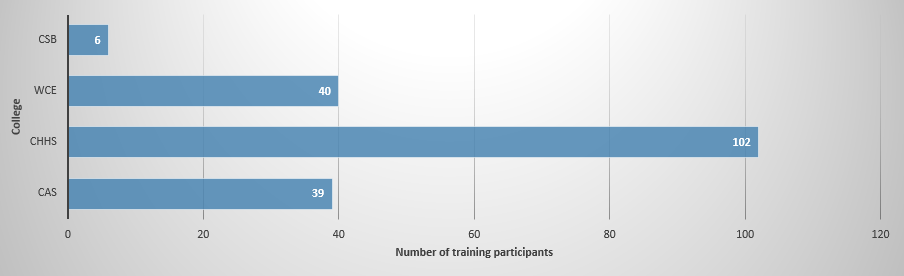 CSB
6
WCE
40
College
CHHS
102
CAS
39
0 20 40 60 80 100 120
Number of training participants